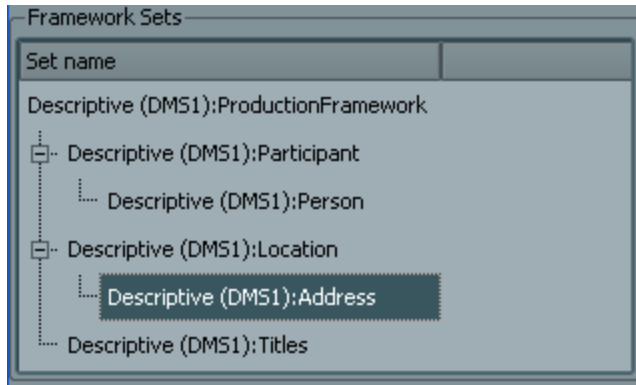 Framework Sets
Set name
Descriptive (DMS1):ProductionFramework
Descriptive (DMS1):Participant
Descriptive (DMS1):Person
Descriptive (DMS1):Location
Descriptive (DMS1):Address
Descriptive (DMS1):Titles